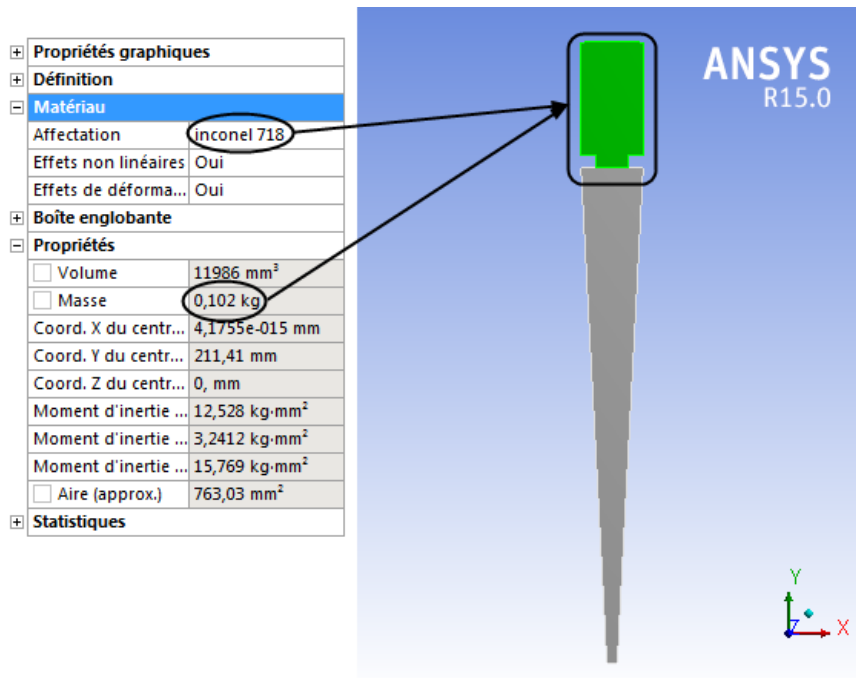 Propriétés graphiques
Définition
Matériau
Affectation inconel 718
Effets non linéaires Oui
Effets de déforma... Oui
Boîte englobante
Propriétés
Volume 11986 mm³
Masse 0,102 kg
Coord. X du centr... 4,1755e-015 mm
Coord. Y du centr... 211,41 mm
Coord. Z du centr... 0, mm
Moment d'inertie ... 12,528 kg·mm²
Moment d'inertie ... 3,2412 kg·mm²
Moment d'inertie ... 15,769 kg·mm²
Aire (approx.) 763,03 mm²
Statistiques
ANSYS
R15.0
Y
Z
X